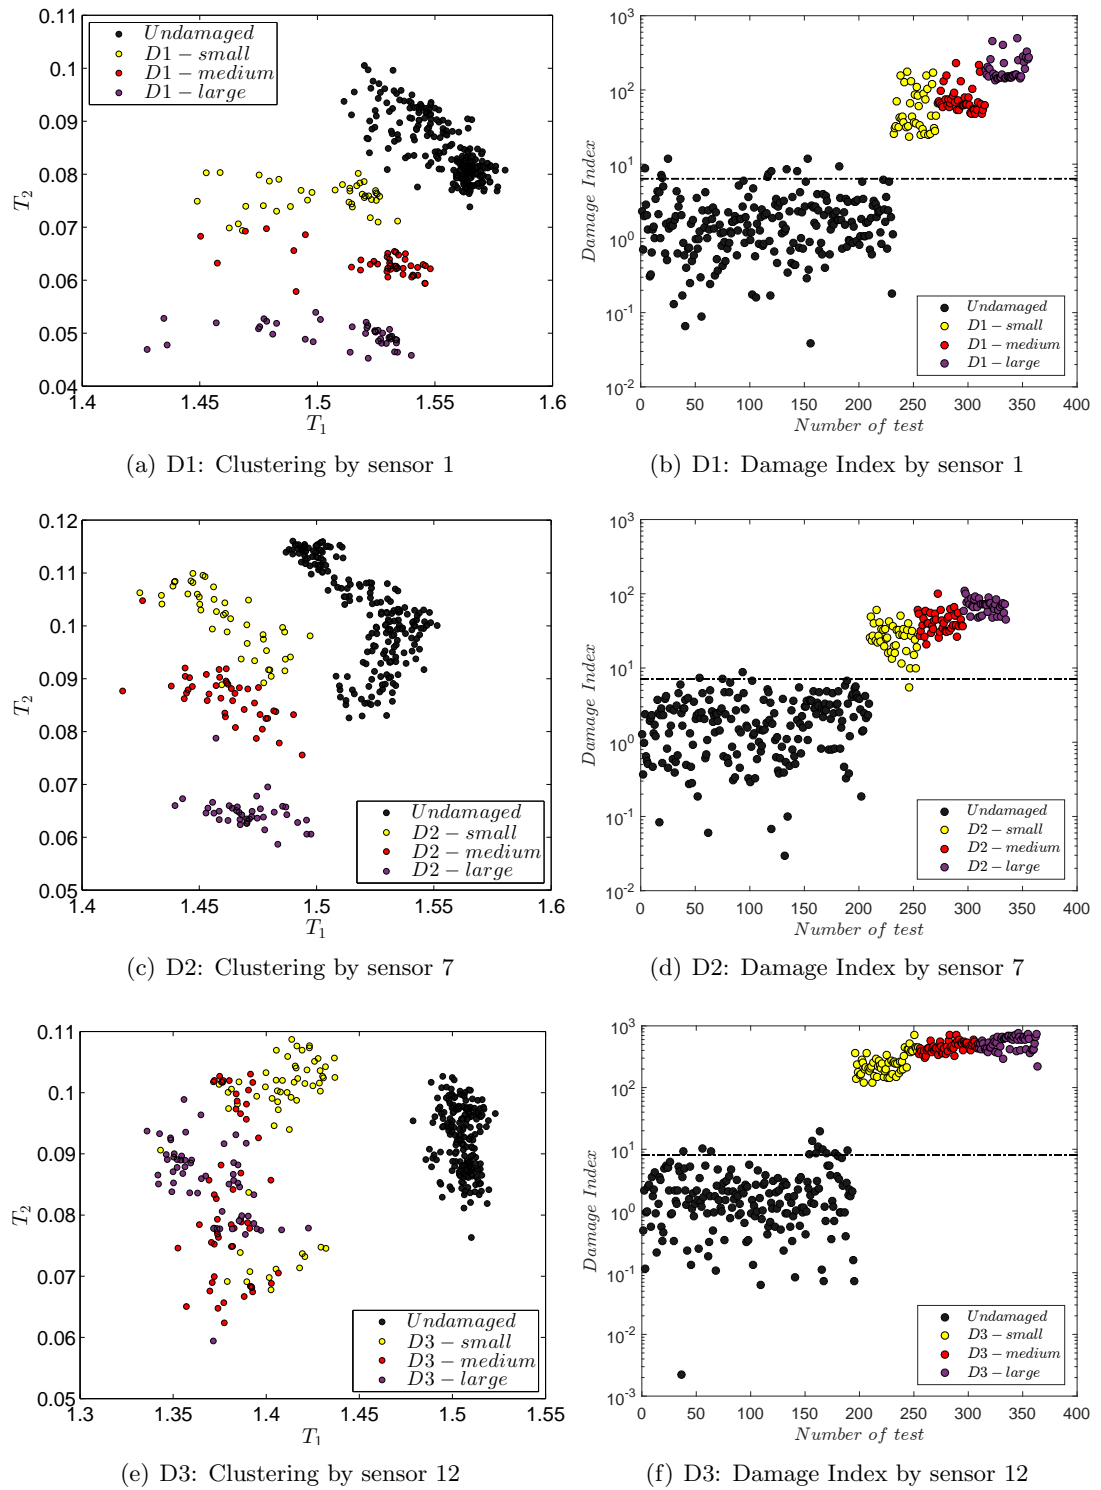 0.11
0.1
0.09
0.08
0.07
0.06
0.05
0.04
T2
1.4 1.45 1.5 1.55 1.6
T1
Undamaged
D1 − small
D1 − medium
D1 − large
(a) D1: Clustering by sensor 1
10^3
10^2
10^1
10^0
10^-1
10^-2
Damage Index
0 50 100 150 200 250 300 350 400
Number of test
Undamaged
D1 − small
D1 − medium
D1 − large
(b) D1: Damage Index by sensor 1
0.12
0.11
0.1
0.09
0.08
0.07
0.06
0.05
T2
1.4 1.45 1.5 1.55 1.6
T1
Undamaged
D2 − small
D2 − medium
D2 − large
(c) D2: Clustering by sensor 7
10^3
10^2
10^1
10^0
10^-1
10^-2
Damage Index
0 50 100 150 200 250 300 350 400
Number of test
Undamaged
D2 − small
D2 − medium
D2 − large
(d) D2: Damage Index by sensor 7
0.11
0.1
0.09
0.08
0.07
0.06
0.05
T2
1.3 1.35 1.4 1.45 1.5 1.55
T1
Undamaged
D3 − small
D3 − medium
D3 − large
(e) D3: Clustering by sensor 12
10^3
10^2
10^1
10^0
10^-1
10^-2
10^-3
Damage Index
0 50 100 150 200 250 300 350 400
Number of test
Undamaged
D3 − small
D3 − medium
D3 − large
(f) D3: Damage Index by sensor 12